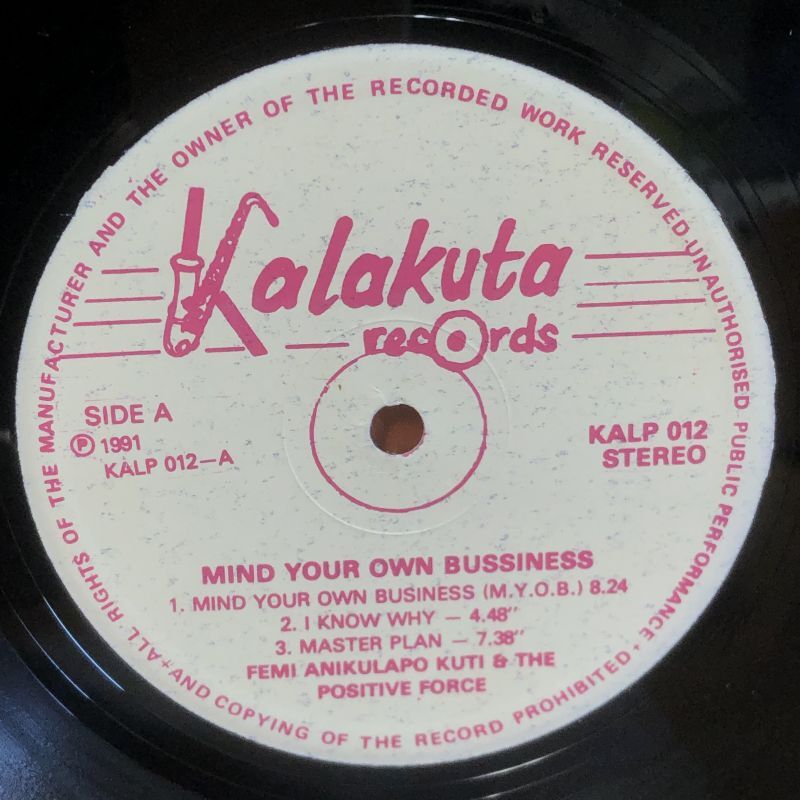 +ALL RIGHTS OF THE MANUFACTURER AND THE OWNER OF THE RECORDED WORK RESERVED·UNAUTHORISED PUBLIC PERFORMANCE,
+AND COPYING OF THE RECORD PROHIBITED·
Kalakuta
records
SIDE A
Ⓟ 1991
KALP 012-A
KALP 012
STEREO
MIND YOUR OWN BUSSINESS
1. MIND YOUR OWN BUSINESS (M.Y.O.B.) 8.24
2. I KNOW WHY — 4.48"
3. MASTER PLAN — 7.38"
FEMI ANIKULAPO KUTI & THE
POSITIVE FORCE